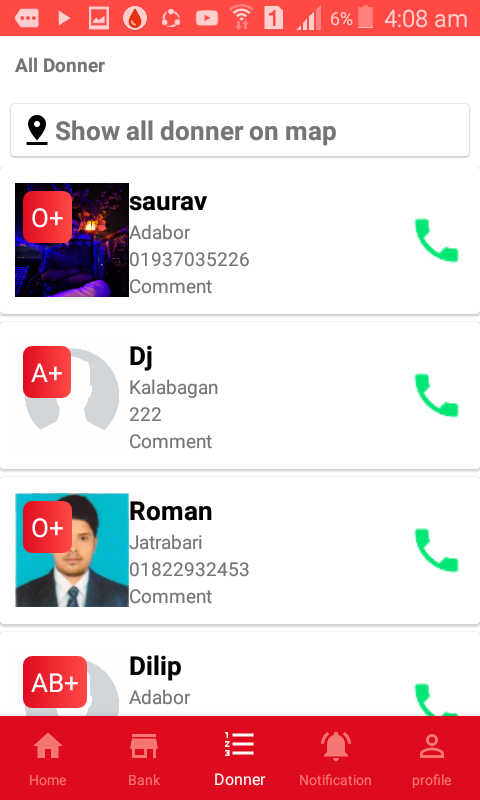 6% 4:08 am
All Donner
Show all donner on map
O+
saurav
Adabor
01937035226
Comment
A+
Dj
Kalabagan
222
Comment
O+
Roman
Jatrabari
01822932453
Comment
AB+
Dilip
Adabor
Home Bank Donner Notification profile